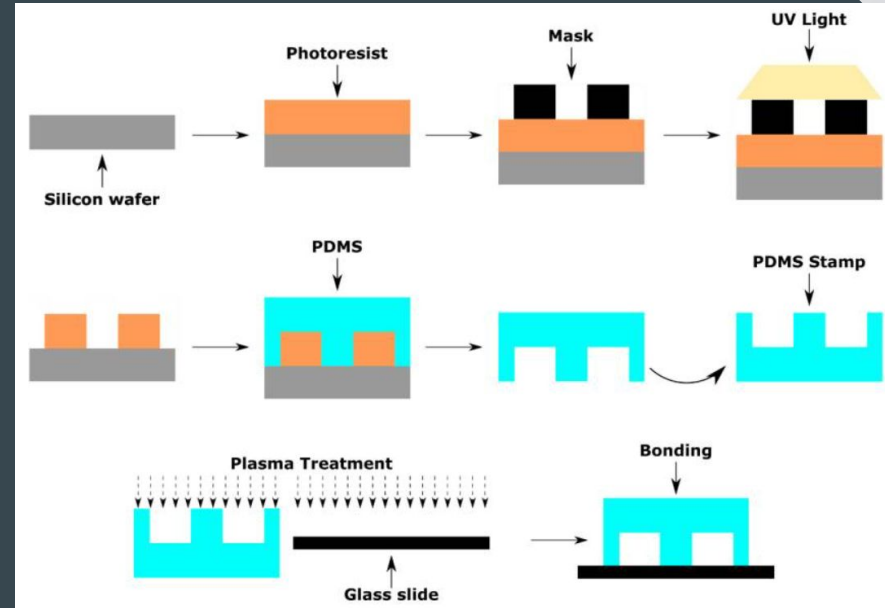 UV Light
Mask
Photoresist
Silicon wafer
PDMS
PDMS Stamp
Plasma Treatment
Bonding
Glass slide